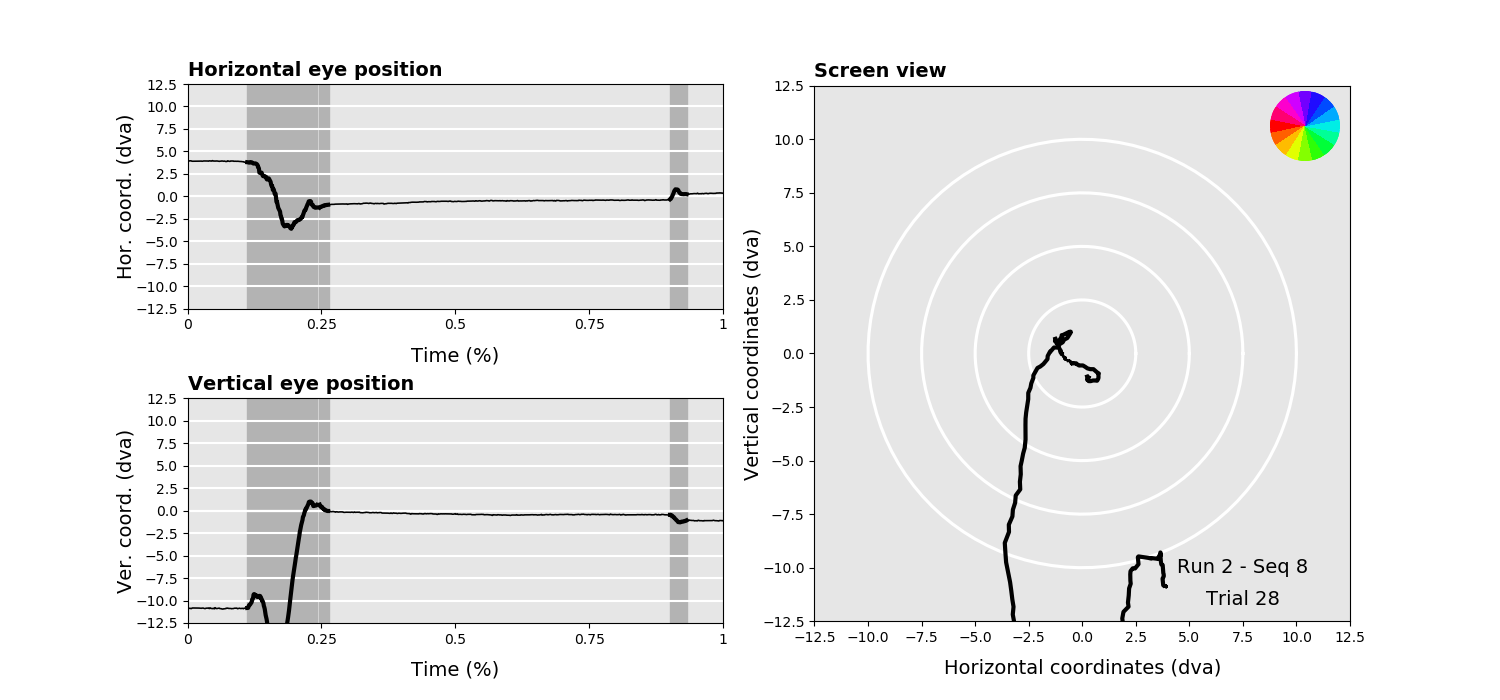 Horizontal eye position
Hor. coord. (dva)
12.5
10.0
7.5
5.0
2.5
0.0
−2.5
−5.0
−7.5
−10.0
−12.5
0 0.25 0.5 0.75 1
Time (%)
Vertical eye position
Ver. coord. (dva)
12.5
10.0
7.5
5.0
2.5
0.0
−2.5
−5.0
−7.5
−10.0
−12.5
0 0.25 0.5 0.75 1
Time (%)
Screen view
Vertical coordinates (dva)
12.5
10.0
7.5
5.0
2.5
0.0
−2.5
−5.0
−7.5
−10.0
−12.5
Run 2 - Seq 8
Trial 28
−12.5 −10.0 −7.5 −5.0 −2.5 0.0 2.5 5.0 7.5 10.0 12.5
Horizontal coordinates (dva)